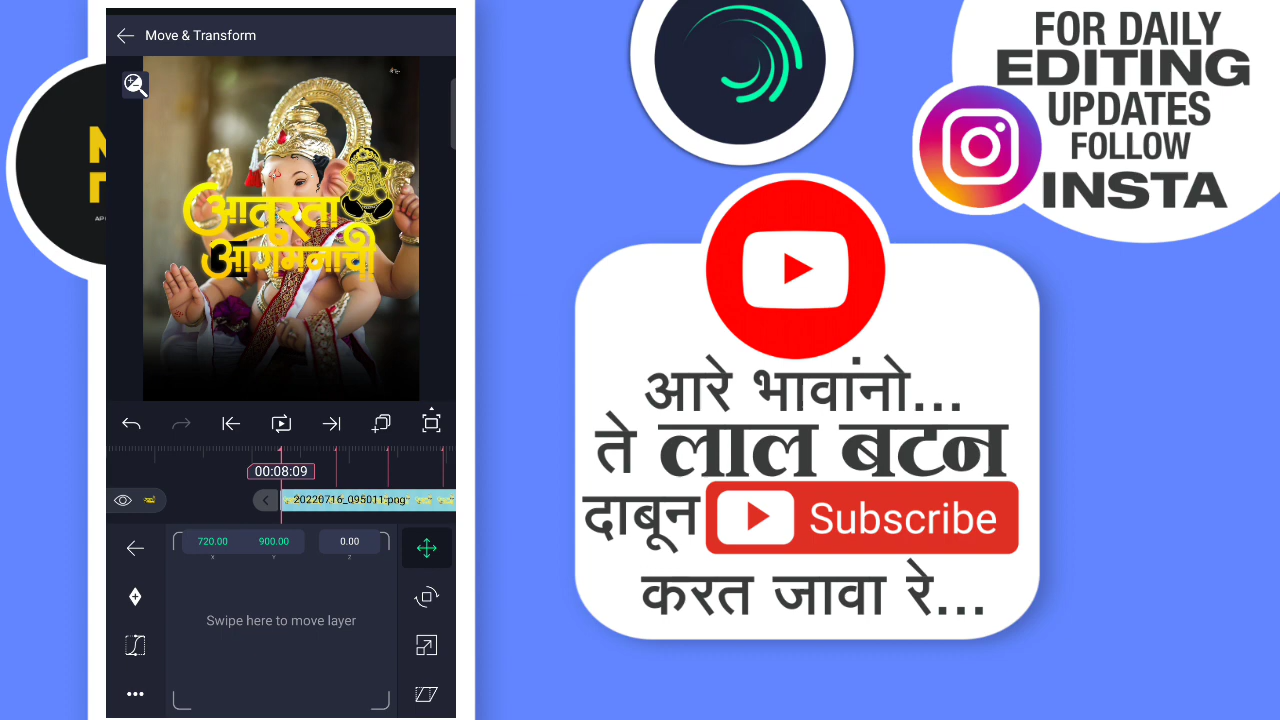 Move & Transform
आतुरता
आगमनाची
00:08:09
20220716_095011.png
720.00 900.00 0.00
X Y Z
Swipe here to move layer
FOR DAILY
EDITING
UPDATES
FOLLOW
INSTA
आरे भावांनो...
ते लाल बटन
दाबून Subscribe
करत जावा रे...